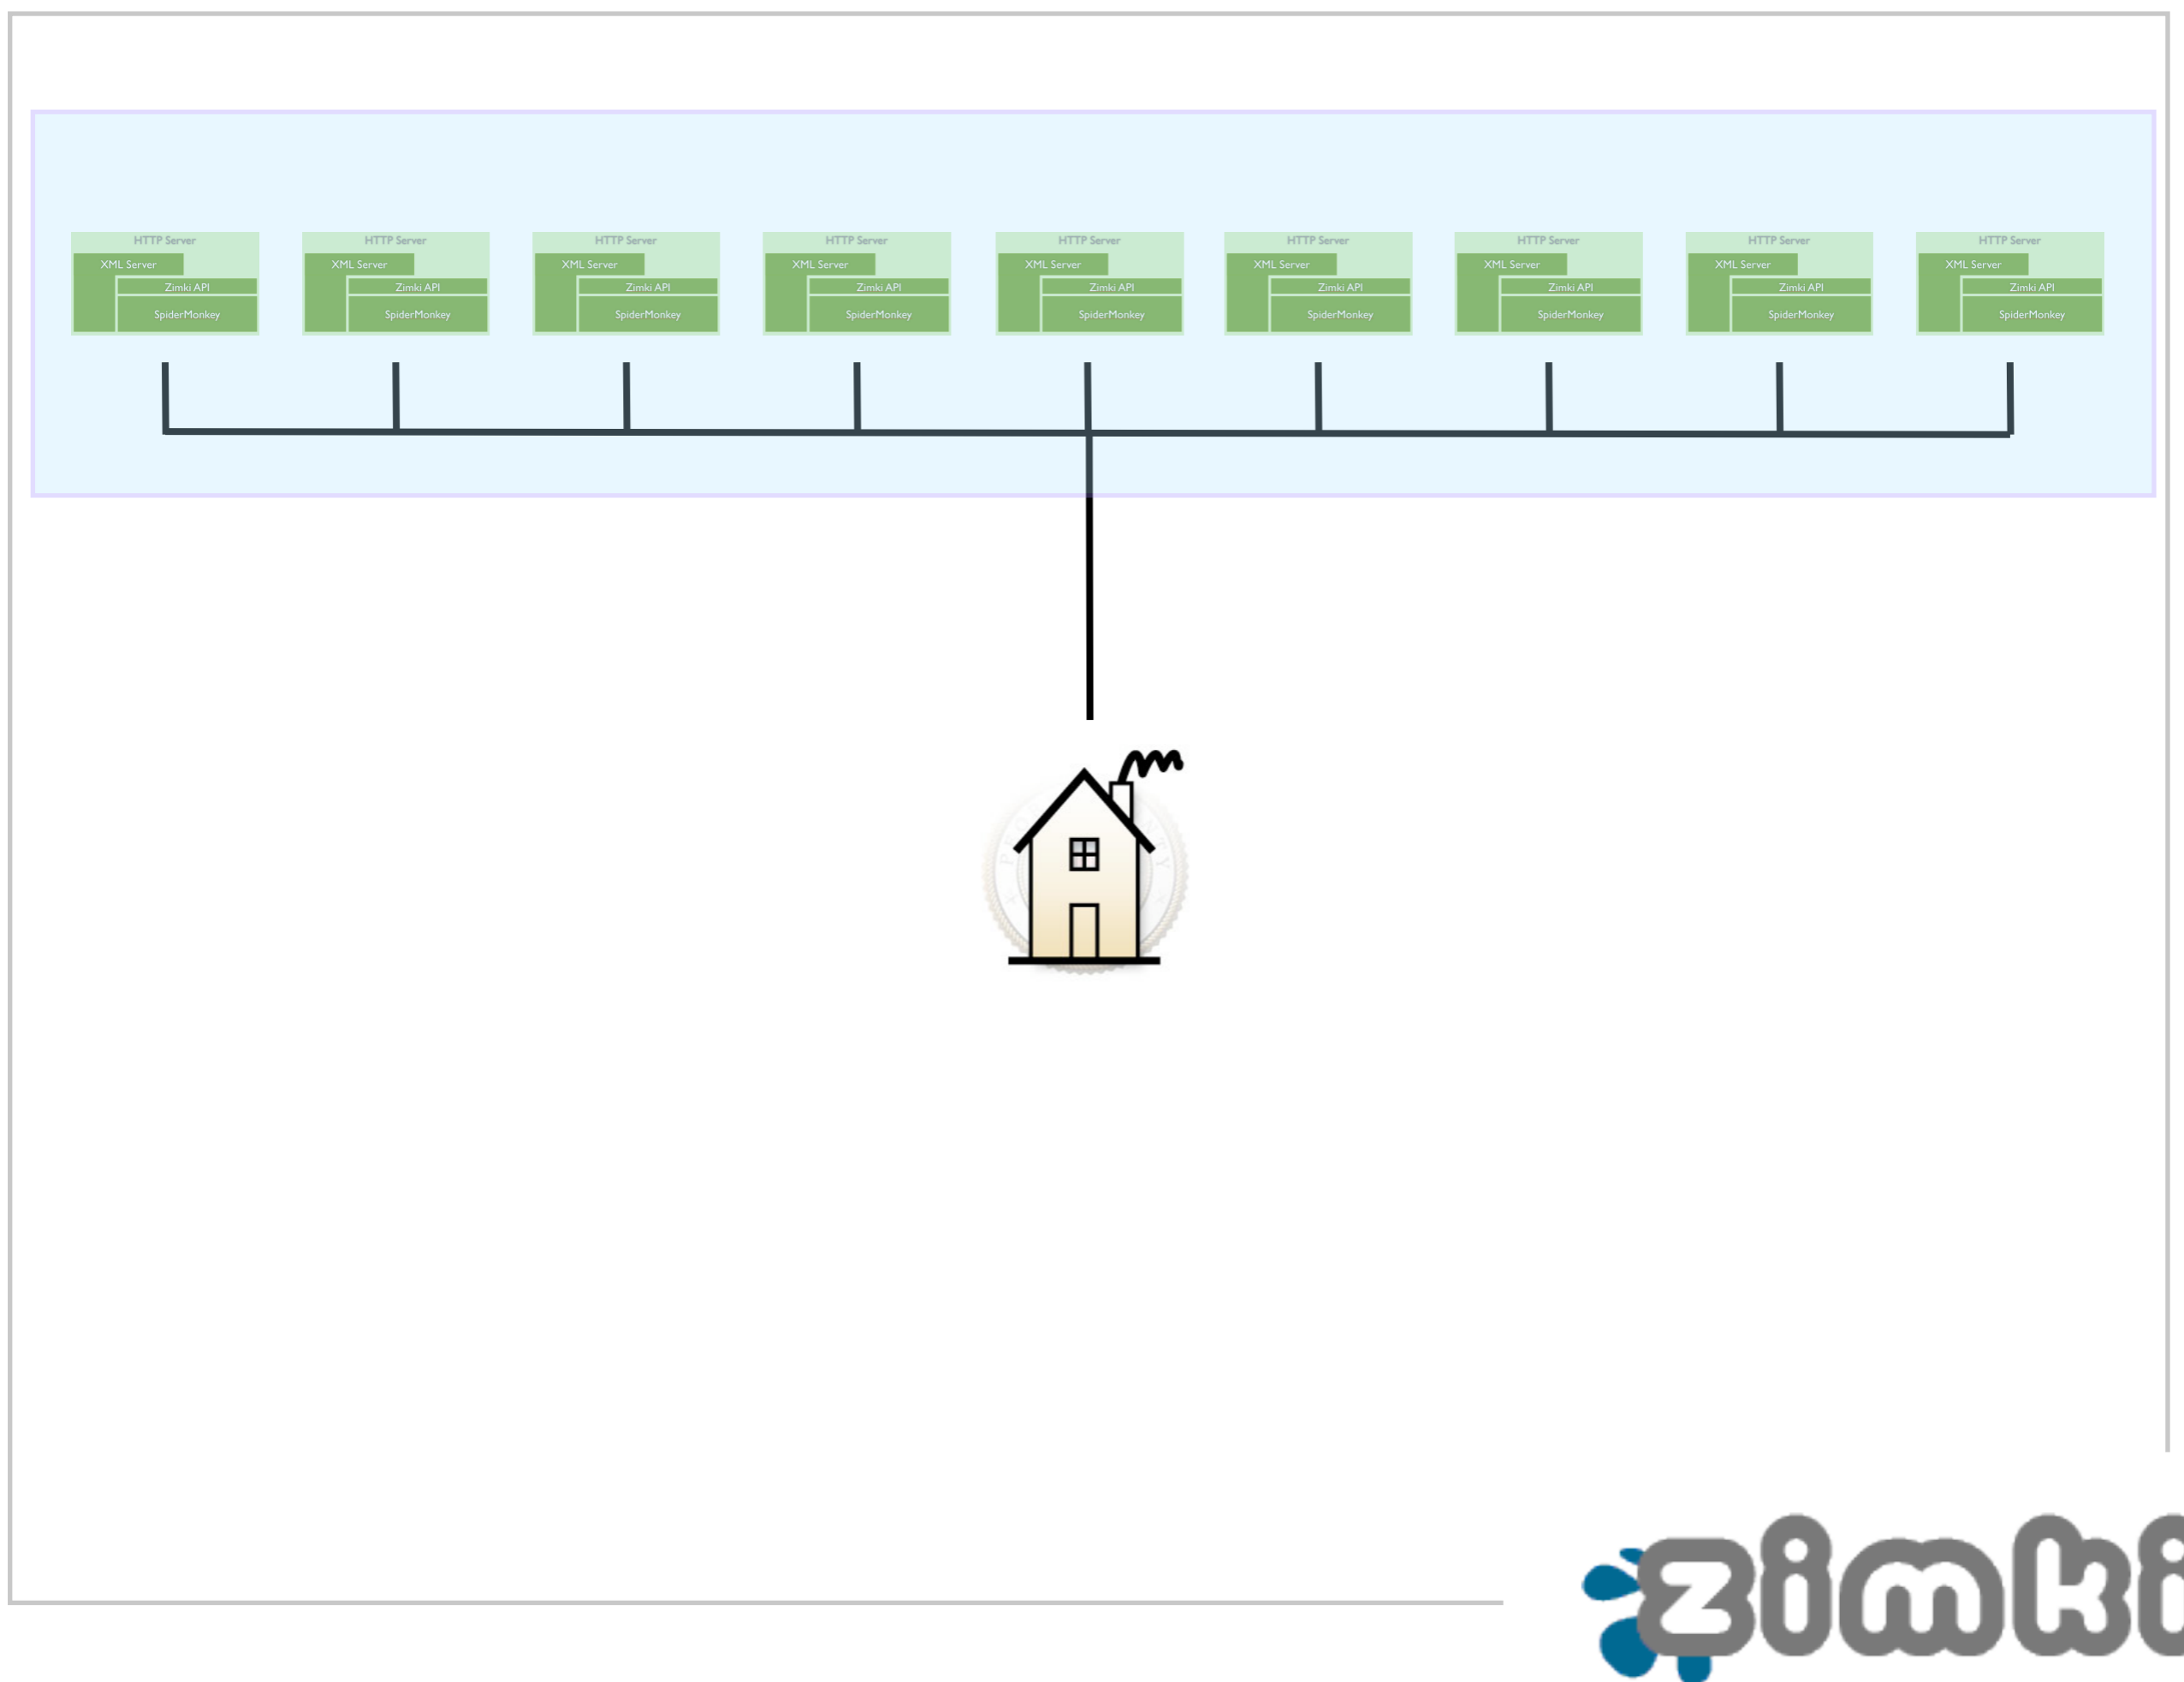 HTTP Server HTTP Server HTTP Server HTTP Server HTTP Server HTTP Server HTTP Server HTTP Server HTTP Server
XML Server XML Server XML Server XML Server XML Server XML Server XML Server XML Server XML Server
Zimki API Zimki API Zimki API Zimki API Zimki API Zimki API Zimki API Zimki API Zimki API
SpiderMonkey SpiderMonkey SpiderMonkey SpiderMonkey SpiderMonkey SpiderMonkey SpiderMonkey SpiderMonkey SpiderMonkey
zimki